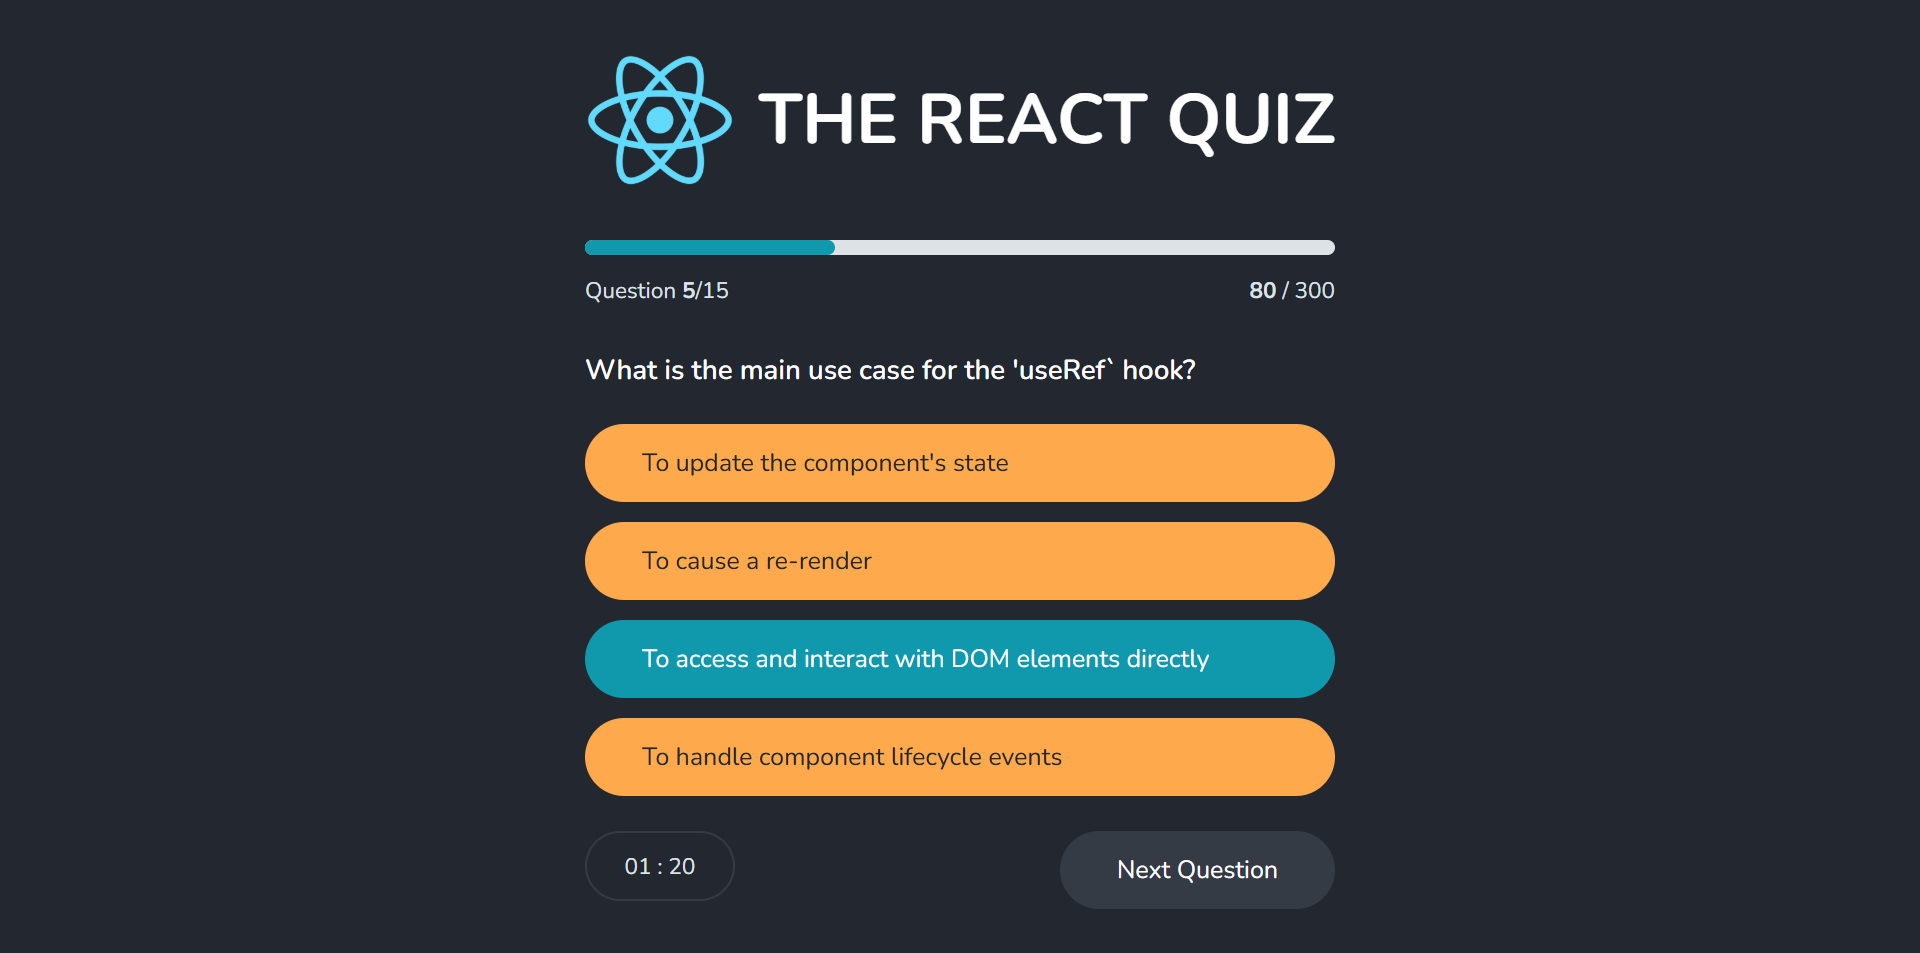 THE REACT QUIZ
Question 5/15
80 / 300
What is the main use case for the 'useRef` hook?
To update the component's state
To cause a re-render
To access and interact with DOM elements directly
To handle component lifecycle events
01 : 20
Next Question